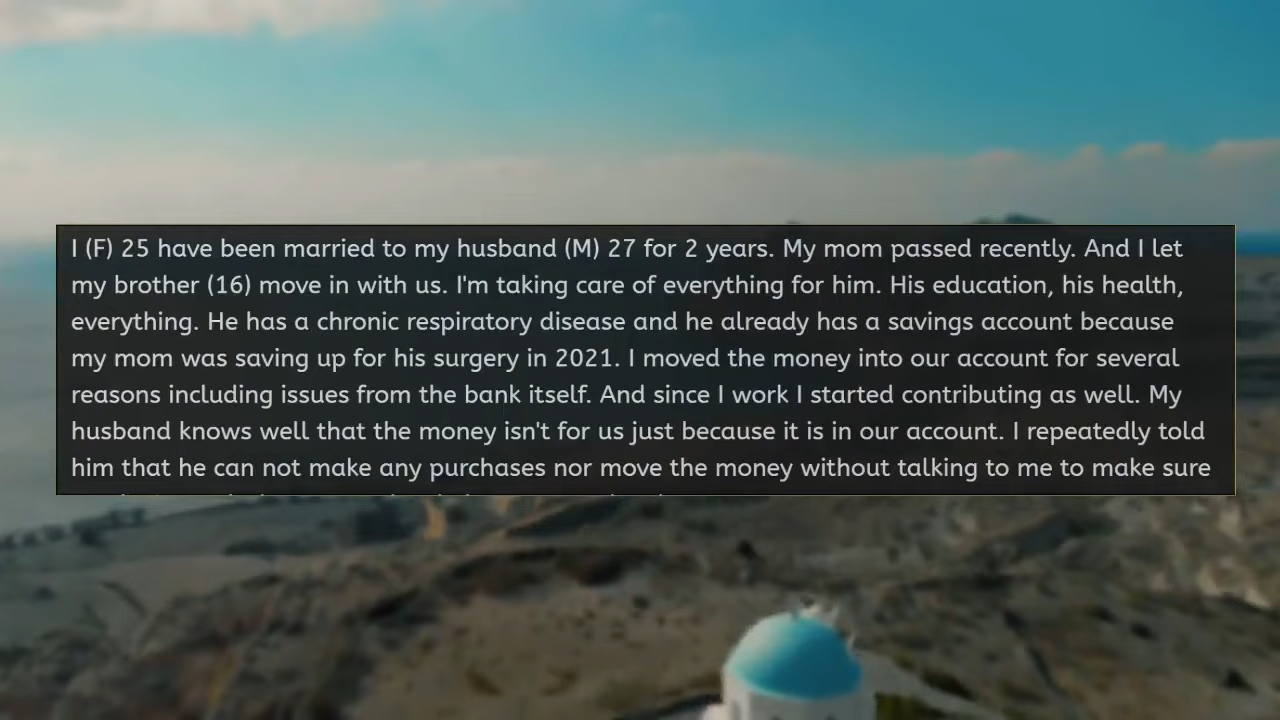 I (F) 25 have been married to my husband (M) 27 for 2 years. My mom passed recently. And I let
my brother (16) move in with us. I'm taking care of everything for him. His education, his health,
everything. He has a chronic respiratory disease and he already has a savings account because
my mom was saving up for his surgery in 2021. I moved the money into our account for several
reasons including issues from the bank itself. And since I work I started contributing as well. My
husband knows well that the money isn't for us just because it is in our account. I repeatedly told
him that he can not make any purchases nor move the money without talking to me to make sure